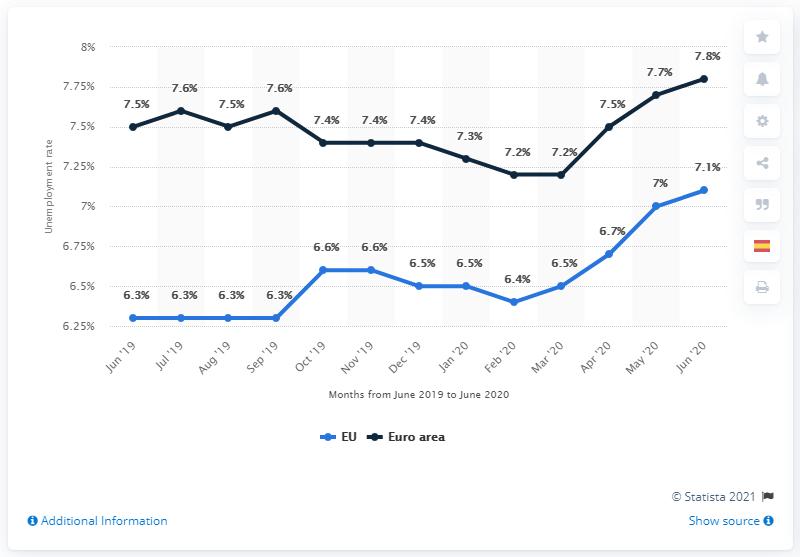 8%
7.75%
7.5%
7.25%
7%
6.75%
6.5%
6.25%
Unemployment rate
7.5%
7.6%
7.5%
7.6%
7.4%
7.4%
7.4%
7.3%
7.2%
7.2%
7.5%
7.7%
7.8%
6.3%
6.3%
6.3%
6.3%
6.6%
6.6%
6.5%
6.5%
6.4%
6.5%
6.7%
7%
7.1%
Jun '19
Jul '19
Aug '19
Sep '19
Oct '19
Nov '19
Dec '19
Jan '20
Feb '20
Mar '20
Apr '20
May '20
Jun '20
Months from June 2019 to June 2020
EU Euro area
© Statista 2021
Additional Information Show source